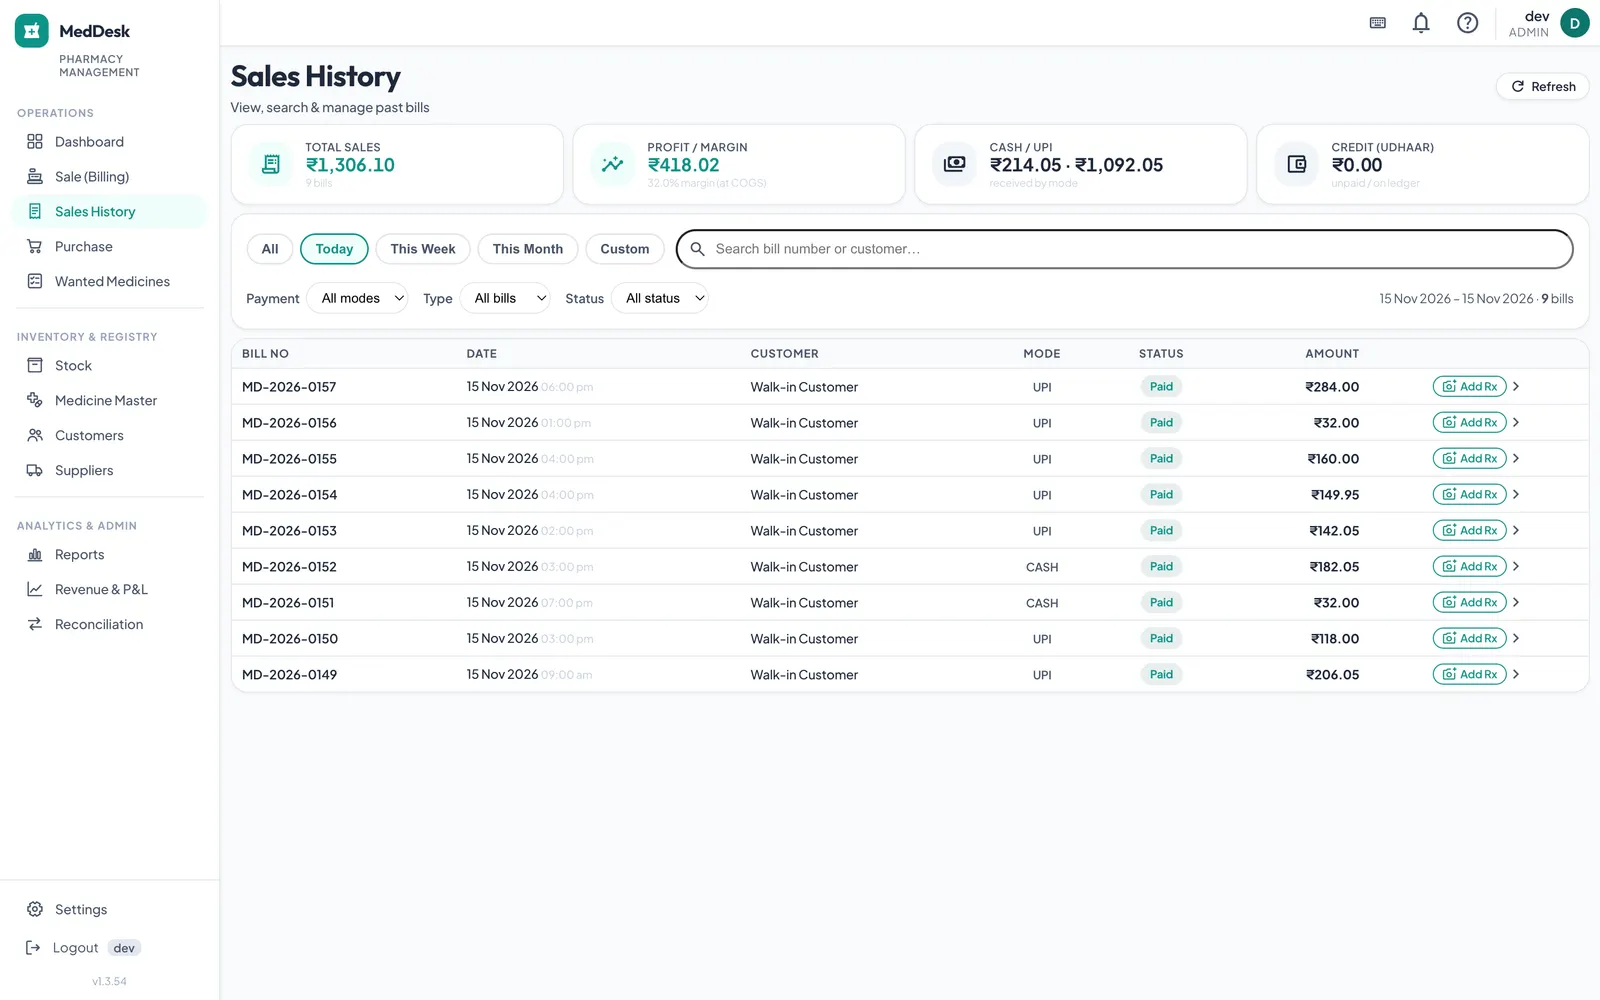 MedDesk
PHARMACY
MANAGEMENT
OPERATIONS
Dashboard
Sale (Billing)
Sales History
Purchase
Wanted Medicines
INVENTORY & REGISTRY
Stock
Medicine Master
Customers
Suppliers
ANALYTICS & ADMIN
Reports
Revenue & P&L
Reconciliation
Settings
Logout dev
v1.3.54
dev
ADMIN
D
Sales History
View, search & manage past bills
Refresh
TOTAL SALES
₹1,306.10
9 bills
PROFIT / MARGIN
₹418.02
32.0% margin (at COGS)
CASH / UPI
₹214.05 · ₹1,092.05
received by mode
CREDIT (UDHAAR)
₹0.00
unpaid / on ledger
All Today This Week This Month Custom Search bill number or customer...
Payment All modes Type All bills Status All status 15 Nov 2026 – 15 Nov 2026 · 9 bills
BILL NO DATE CUSTOMER MODE STATUS AMOUNT
MD-2026-0157 15 Nov 2026 06:00 pm Walk-in Customer UPI Paid ₹284.00 Add Rx
MD-2026-0156 15 Nov 2026 01:00 pm Walk-in Customer UPI Paid ₹32.00 Add Rx
MD-2026-0155 15 Nov 2026 04:00 pm Walk-in Customer UPI Paid ₹160.00 Add Rx
MD-2026-0154 15 Nov 2026 04:00 pm Walk-in Customer UPI Paid ₹149.95 Add Rx
MD-2026-0153 15 Nov 2026 02:00 pm Walk-in Customer UPI Paid ₹142.05 Add Rx
MD-2026-0152 15 Nov 2026 03:00 pm Walk-in Customer CASH Paid ₹182.05 Add Rx
MD-2026-0151 15 Nov 2026 07:00 pm Walk-in Customer CASH Paid ₹32.00 Add Rx
MD-2026-0150 15 Nov 2026 03:00 pm Walk-in Customer UPI Paid ₹118.00 Add Rx
MD-2026-0149 15 Nov 2026 09:00 am Walk-in Customer UPI Paid ₹206.05 Add Rx